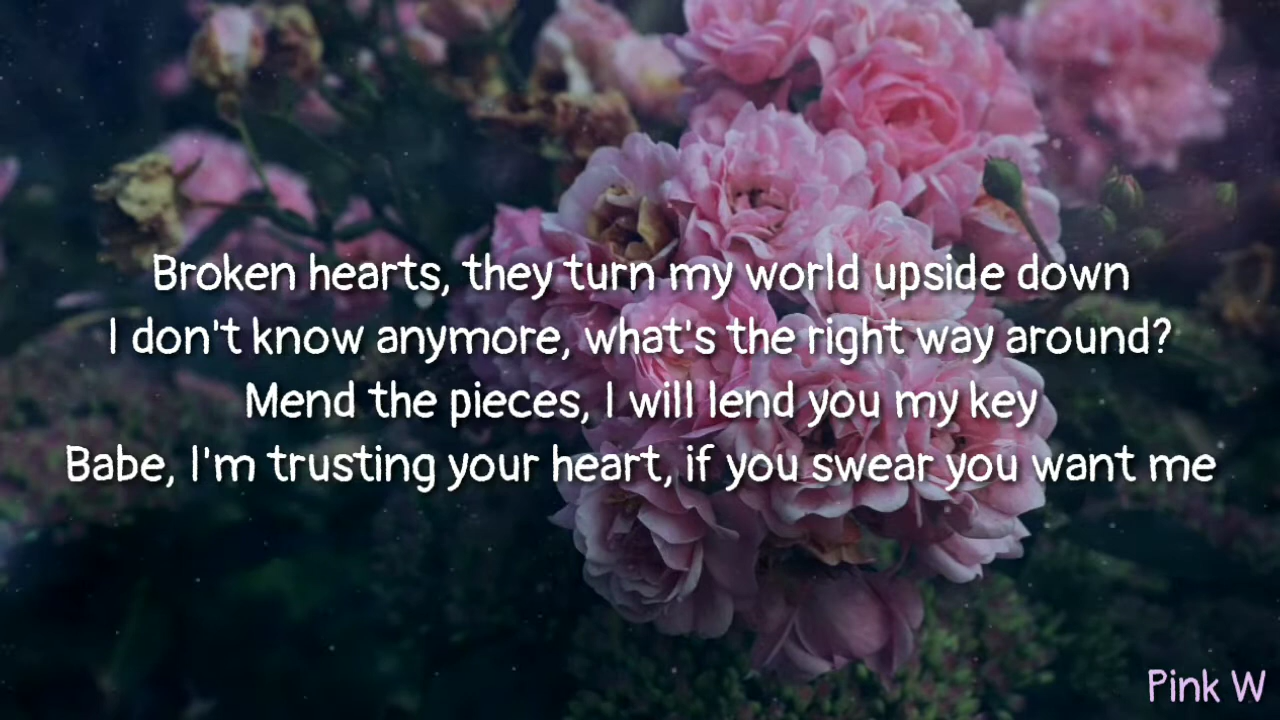 Broken hearts, they turn my world upside down
I don't know anymore, what's the right way around?
Mend the pieces, I will lend you my key
Babe, I'm trusting your heart, if you swear you want me
Pink W